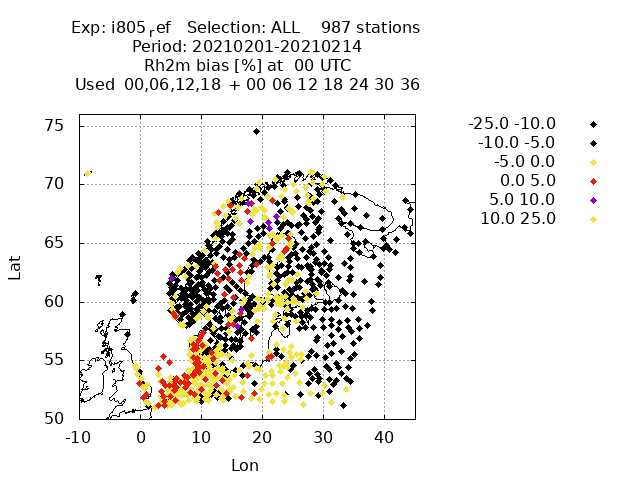 Exp: i805ref Selection: ALL 987 stations
Period: 20210201-20210214
Rh2m bias [%] at 00 UTC
Used 00,06,12,18 + 00 06 12 18 24 30 36
-25.0 -10.0
-10.0 -5.0
-5.0 0.0
0.0 5.0
5.0 10.0
10.0 25.0
75
70
65
60
55
50
Lat
-10 0 10 20 30 40
Lon